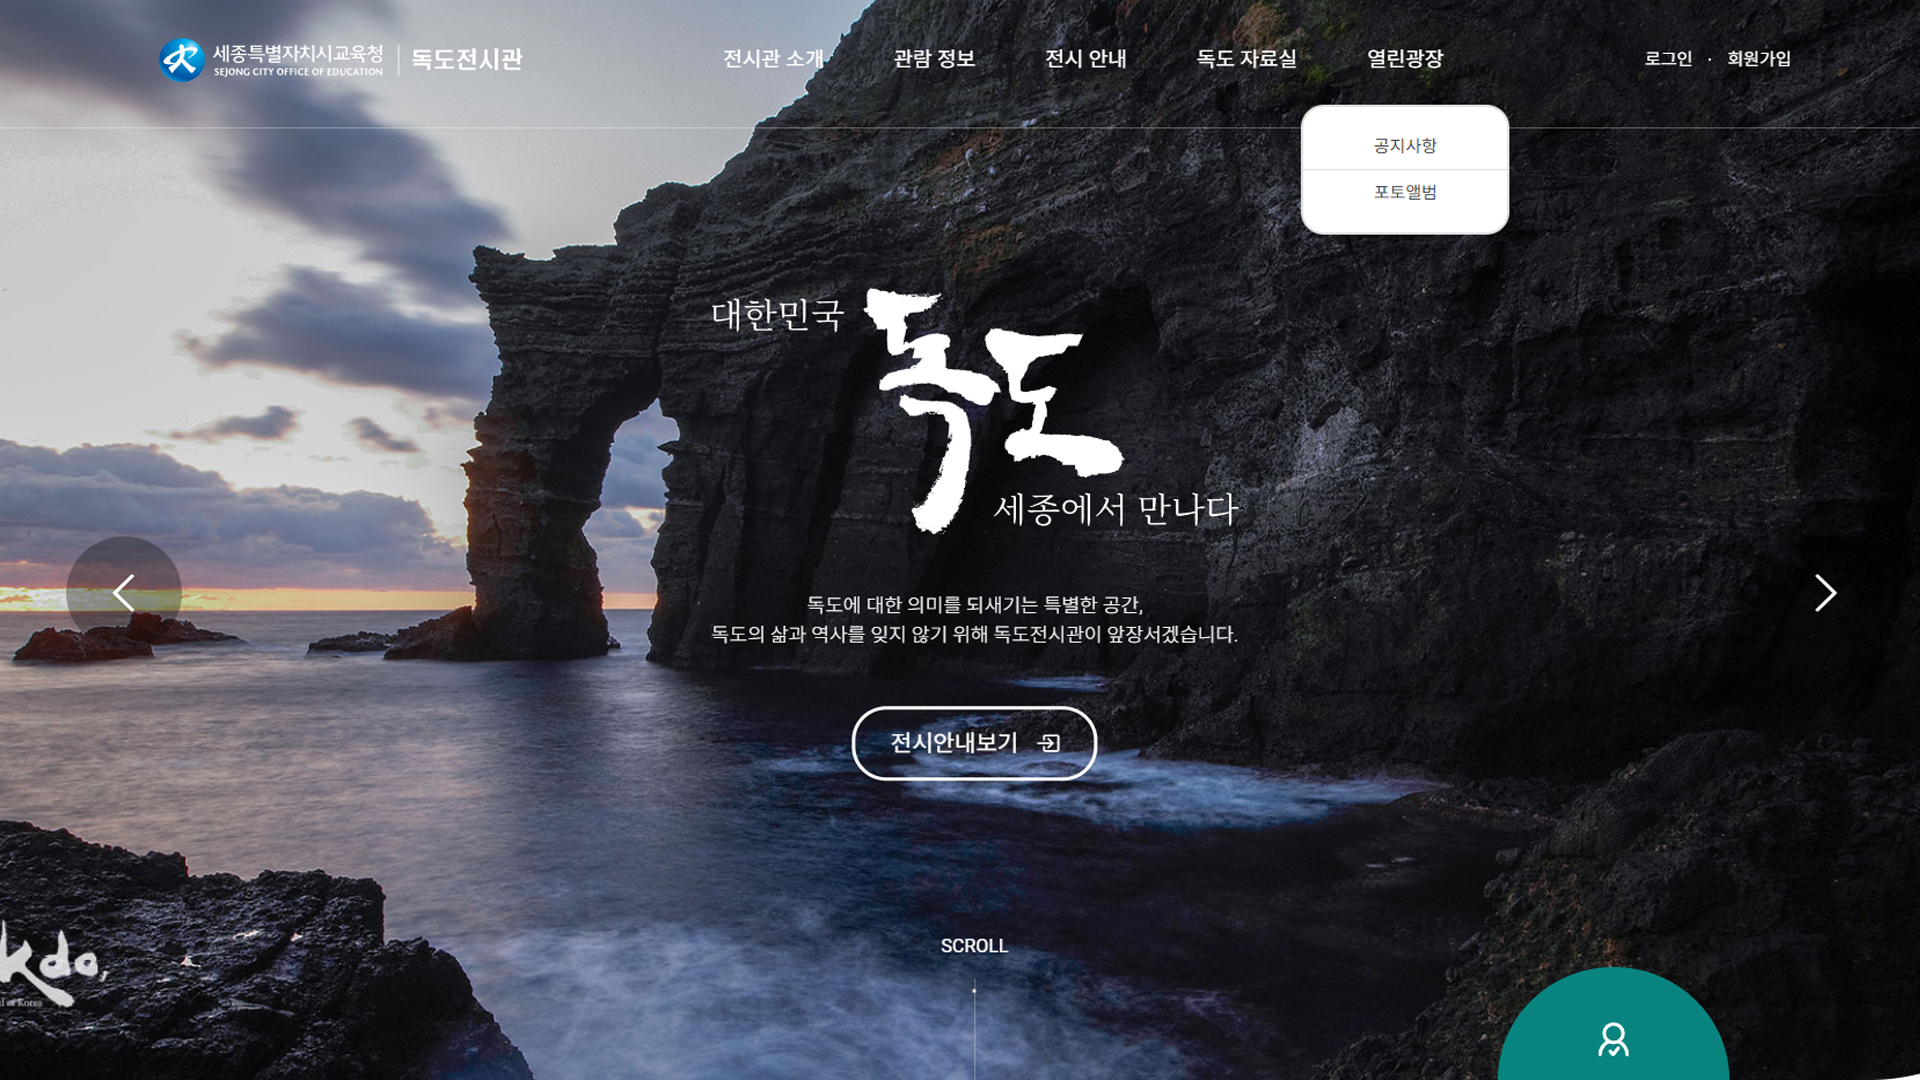 세종특별자치시교육청
SEJONG CITY OFFICE OF EDUCATION
독도전시관
전시관 소개
관람 정보
전시 안내
독도 자료실
열린광장
로그인 · 회원가입
공지사항
포토앨범
대한민국
독도
세종에서 만나다
독도에 대한 의미를 되새기는 특별한 공간,
독도의 삶과 역사를 잊지 않기 위해 독도전시관이 앞장서겠습니다.
전시안내보기
SCROLL
kdo,
of Korea